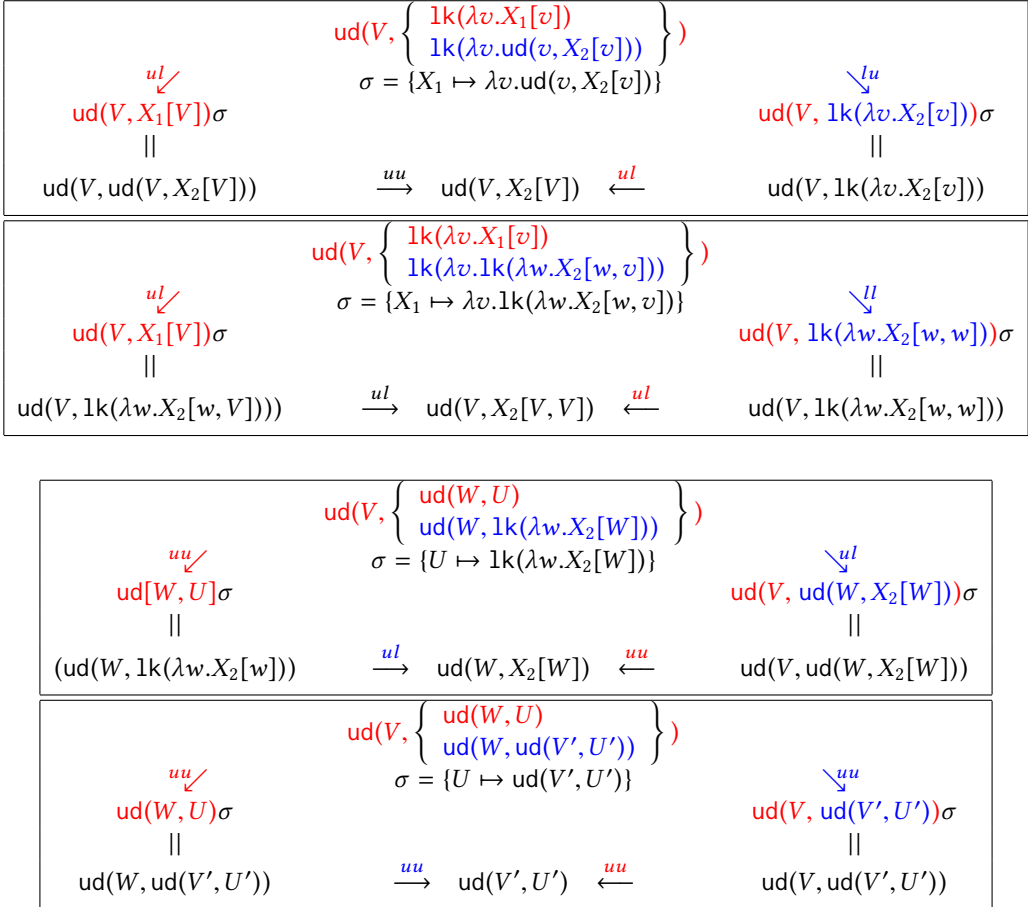 ud(V, { lk(λv.X₁[v])
lk(λv.ud(v, X₂[v])) } )
ul↙ σ = {X₁ ↦ λv.ud(v, X₂[v])} ↘lu
ud(V, X₁[V])σ ud(V, lk(λv.X₂[v]))σ
|| ||
ud(V, ud(V, X₂[V])) uu⟶ ud(V, X₂[V]) ul⟵ ud(V, lk(λv.X₂[v]))
ud(V, { lk(λv.X₁[v])
lk(λv.lk(λw.X₂[w, v])) } )
ul↙ σ = {X₁ ↦ λv.lk(λw.X₂[w, v])} ↘ll
ud(V, X₁[V])σ ud(V, lk(λw.X₂[w, w]))σ
|| ||
ud(V, lk(λw.X₂[w, V]))) ul⟶ ud(V, X₂[V, V]) ul⟵ ud(V, lk(λw.X₂[w, w]))
ud(V, { ud(W, U)
ud(W, lk(λw.X₂[W])) } )
uu↙ σ = {U ↦ lk(λw.X₂[W])} ↘ul
ud[W, U]σ ud(V, ud(W, X₂[W]))σ
|| ||
(ud(W, lk(λw.X₂[w])) ul⟶ ud(W, X₂[W]) uu⟵ ud(V, ud(W, X₂[W]))
ud(V, { ud(W, U)
ud(W, ud(V′, U′)) } )
uu↙ σ = {U ↦ ud(V′, U′)} ↘uu
ud(W, U)σ ud(V, ud(V′, U′))σ
|| ||
ud(W, ud(V′, U′)) uu⟶ ud(V′, U′) uu⟵ ud(V, ud(V′, U′))